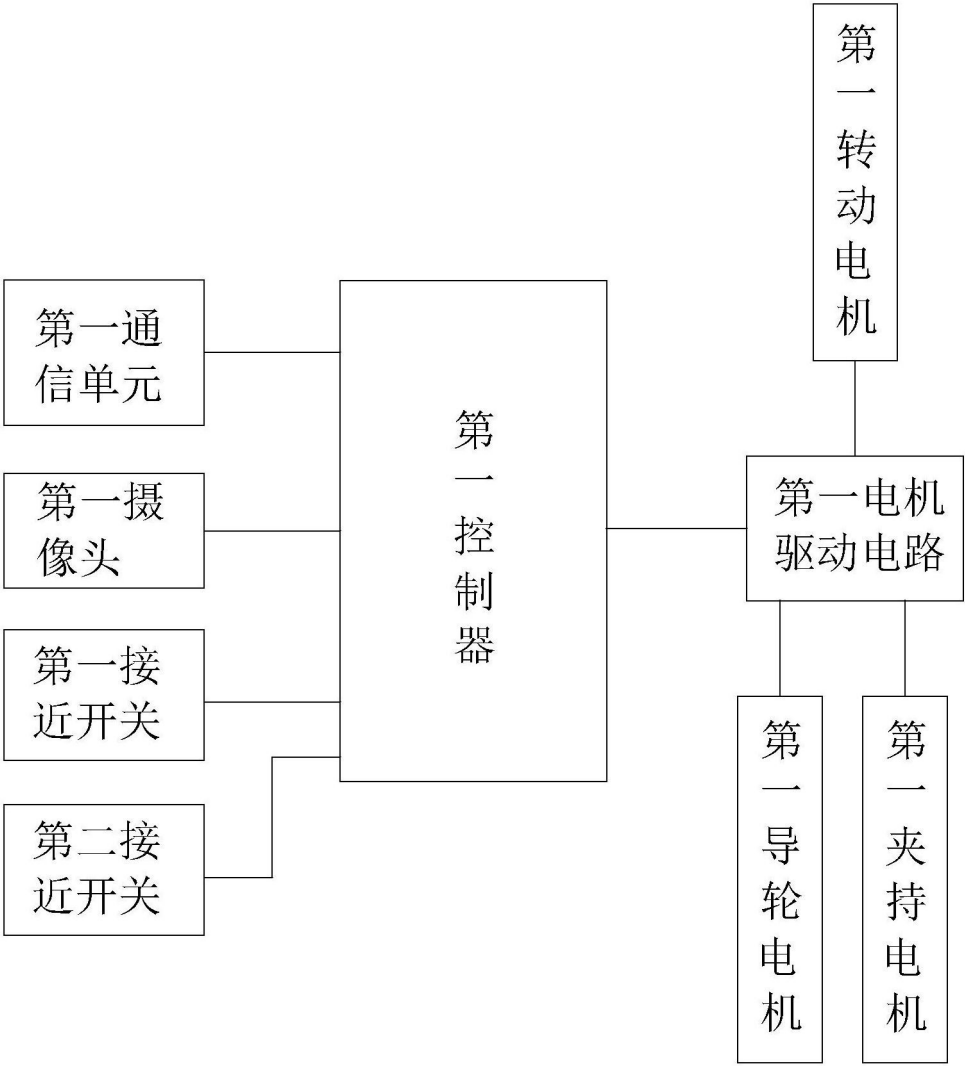 第一转动电机
第一通
信单元
第一摄
像头
第一接
近开关
第二接
近开关
第一控制器
第一电机
驱动电路
第一导轮电机
第一夹持电机